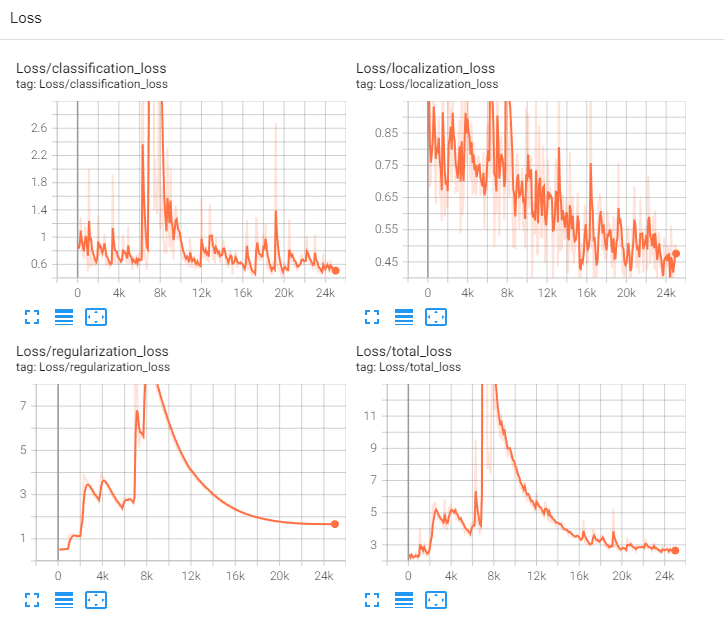 Loss
Loss/classification_loss
tag: Loss/classification_loss
2.6
2.2
1.8
1.4
1
0.6
0 4k 8k 12k 16k 20k 24k
Loss/localization_loss
tag: Loss/localization_loss
0.85
0.75
0.65
0.55
0.45
0 4k 8k 12k 16k 20k 24k
Loss/regularization_loss
tag: Loss/regularization_loss
7
5
3
1
0 4k 8k 12k 16k 20k 24k
Loss/total_loss
tag: Loss/total_loss
11
9
7
5
3
0 4k 8k 12k 16k 20k 24k